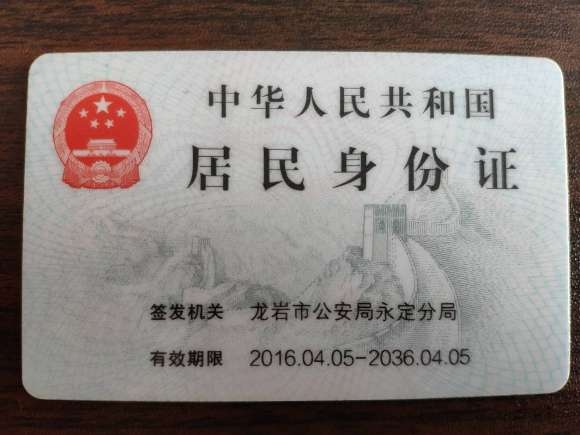 中华人民共和国
居民身份证
签发机关 龙岩市公安局永定分局
有效期限 2016.04.05-2036.04.05